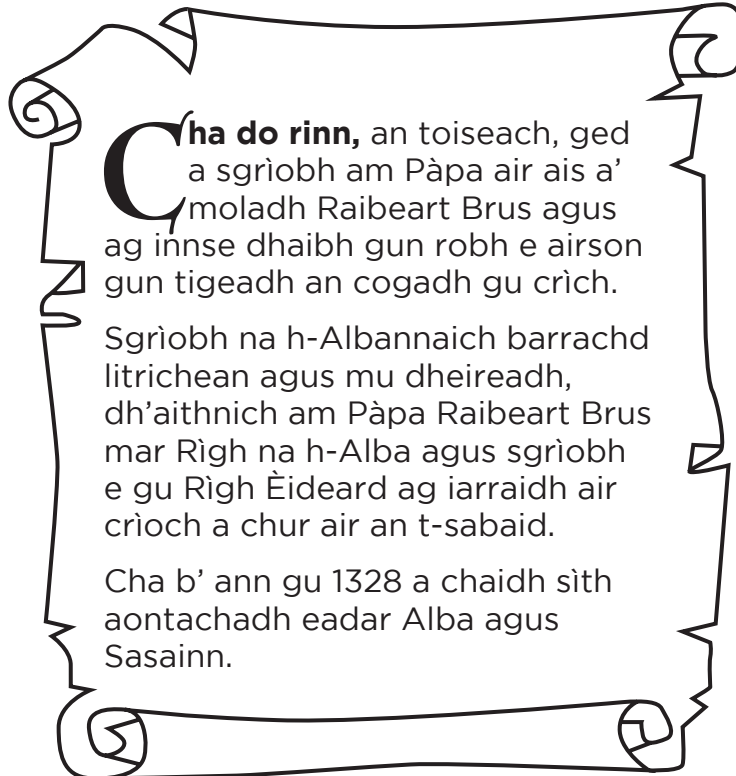 Cha do rinn, an toiseach, ged
a sgrìobh am Pàpa air ais a’
moladh Raibeart Brus agus
ag innse dhaibh gun robh e airson
gun tigeadh an cogadh gu crìch.
Sgrìobh na h-Albannaich barrachd
litrichean agus mu dheireadh,
dh’aithnich am Pàpa Raibeart Brus
mar Rìgh na h-Alba agus sgrìobh
e gu Rìgh Èideard ag iarraidh air
crìoch a chur air an t-sabaid.
Cha b’ ann gu 1328 a chaidh sìth
aontachadh eadar Alba agus
Sasainn.